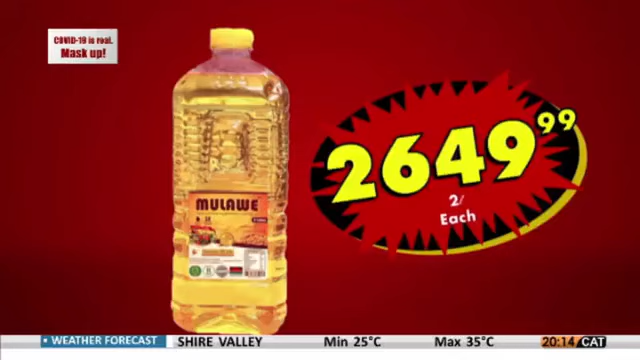 COVID-19 is real.
Mask up!
MULAWE
2649 99
2l
Each
WEATHER FORECAST SHIRE VALLEY Min 25°C Max 35°C 20:14 CAT